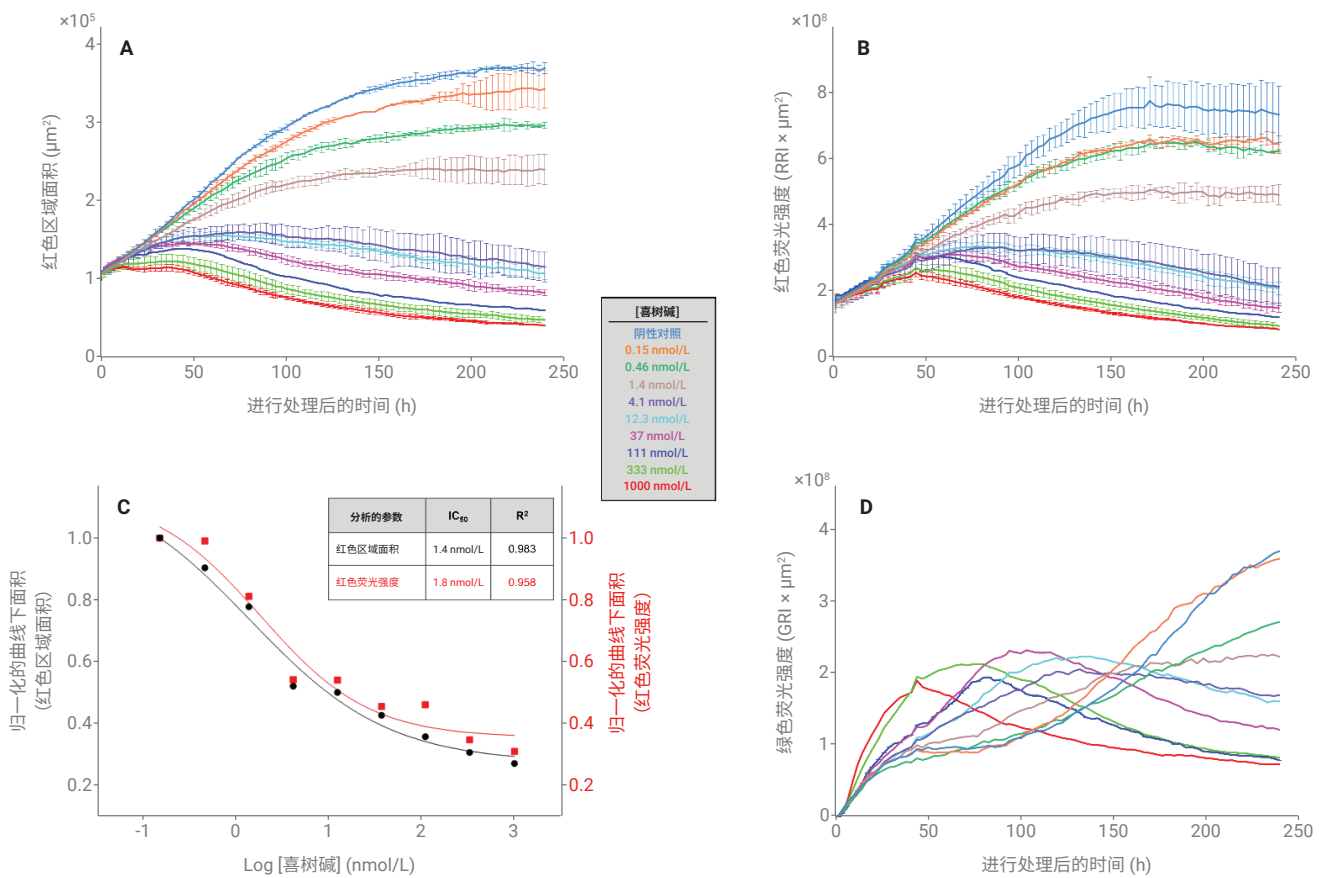 ×10⁵
A
4
3
2
1
0
0
50
100
150
200
250
红色区域面积 (μm²)
进行处理后的时间 (h)
×10⁸
B
8
6
4
2
0
0
50
100
150
200
250
红色荧光强度 (RRI × μm²)
进行处理后的时间 (h)
[喜树碱]
阴性对照
0.15 nmol/L
0.46 nmol/L
1.4 nmol/L
4.1 nmol/L
12.3 nmol/L
37 nmol/L
111 nmol/L
333 nmol/L
1000 nmol/L
C
分析的参数 IC₅₀ R²
红色区域面积 1.4 nmol/L 0.983
红色荧光强度 1.8 nmol/L 0.958
1.0
0.8
0.6
0.4
0.2
归一化的曲线下面积
(红色区域面积)
1.0
0.8
0.6
0.4
0.2
归一化的曲线下面积
(红色荧光强度)
-1
0
1
2
3
Log [喜树碱] (nmol/L)
×10⁸
D
4
3
2
1
0
0
50
100
150
200
250
绿色荧光强度 (GRI × μm²)
进行处理后的时间 (h)